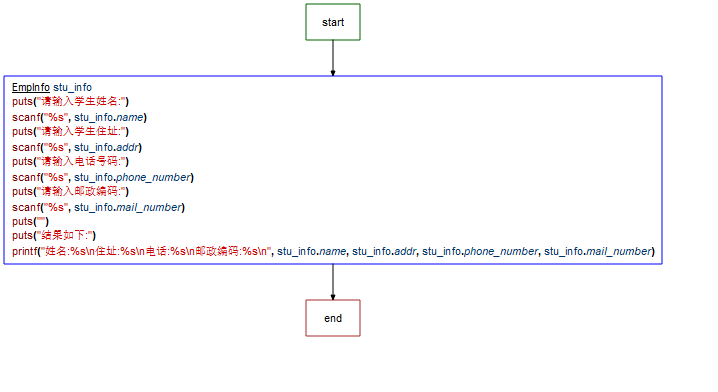 start
EmpInfo stu_info
puts("请输入学生姓名:")
scanf("%s", stu_info.name)
puts("请输入学生住址:")
scanf("%s", stu_info.addr)
puts("请输入电话号码:")
scanf("%s", stu_info.phone_number)
puts("请输入邮政编码:")
scanf("%s", stu_info.mail_number)
puts("")
puts("结果如下:")
printf("姓名:%s\n住址:%s\n电话:%s\n邮政编码:%s\n", stu_info.name, stu_info.addr, stu_info.phone_number, stu_info.mail_number)
end